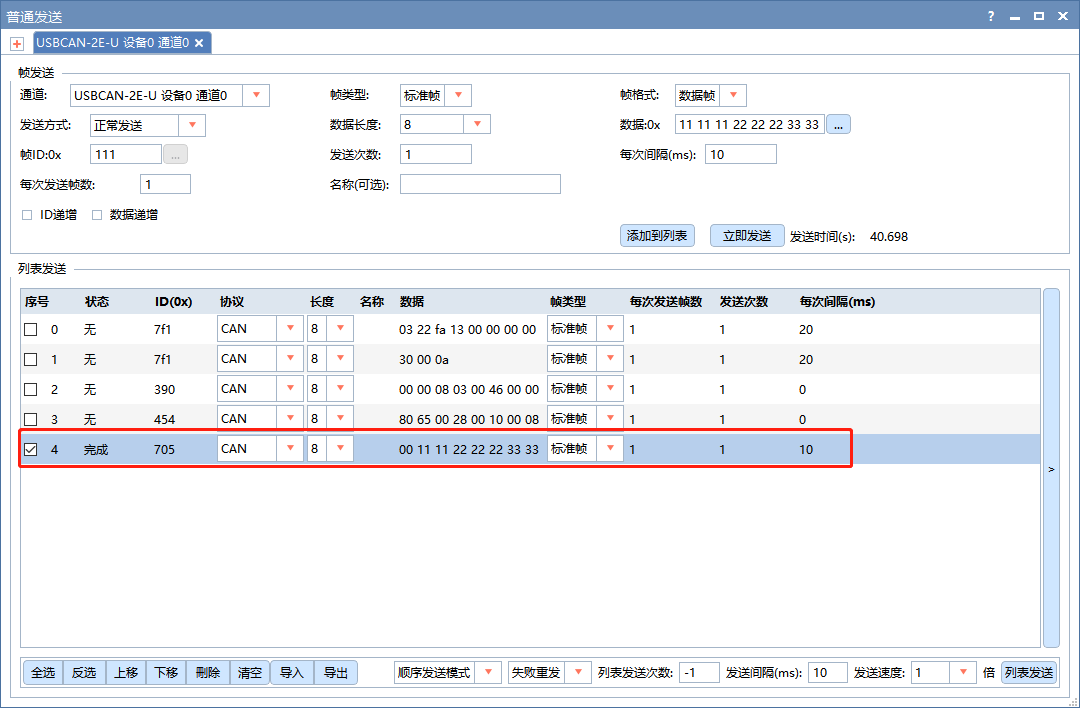 普通发送
USBCAN-2E-U 设备0 通道0
帧发送
通道: USBCAN-2E-U 设备0 通道0 帧类型: 标准帧 帧格式: 数据帧
发送方式: 正常发送 数据长度: 8 数据:0x 11 11 11 22 22 22 33 33 ...
帧ID:0x 111 ... 发送次数: 1 每次间隔(ms): 10
每次发送帧数: 1 名称(可选):
ID递增 数据递增
添加到列表 立即发送 发送时间(s): 40.698
列表发送
序号 状态 ID(0x) 协议 长度 名称 数据 帧类型 每次发送帧数 发送次数 每次间隔(ms)
0 无 7f1 CAN 8 03 22 fa 13 00 00 00 00 标准帧 1 1 20
1 无 7f1 CAN 8 30 00 0a 标准帧 1 1 20
2 无 390 CAN 8 00 00 08 03 00 46 00 00 标准帧 1 1 0
3 无 454 CAN 8 80 65 00 28 00 10 00 08 标准帧 1 1 0
4 完成 705 CAN 8 00 11 11 22 22 22 33 33 标准帧 1 1 10
>
全选 反选 上移 下移 删除 清空 导入 导出 顺序发送模式 失败重发 列表发送次数: -1 发送间隔(ms): 10 发送速度: 1 倍 列表发送